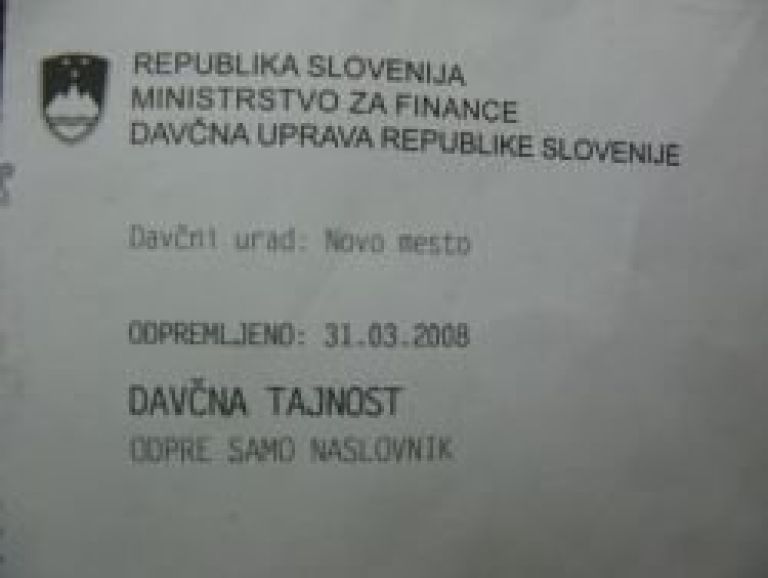 REPUBLIKA SLOVENIJA
MINISTRSTVO ZA FINANCE
DAVČNA UPRAVA REPUBLIKE SLOVENIJE
Davčni urad: Novo mesto
ODPREMLJENO: 31.03.2008
DAVČNA TAJNOST
ODPRE SAMO NASLOVNIK